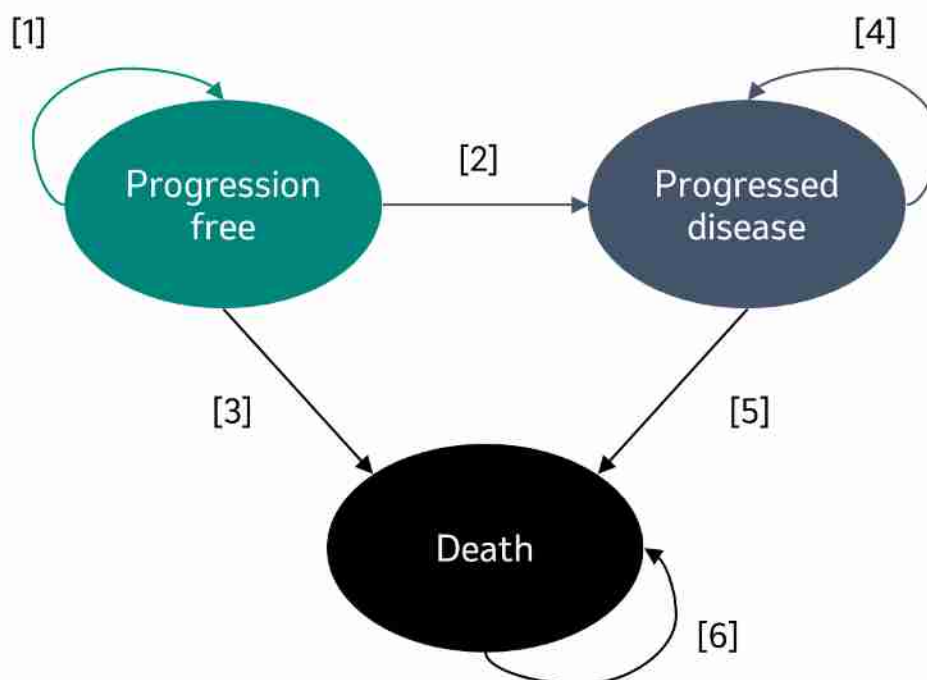 [1]
[4]
Progression
free
[2]
Progressed
disease
[3]
[5]
Death
[6]